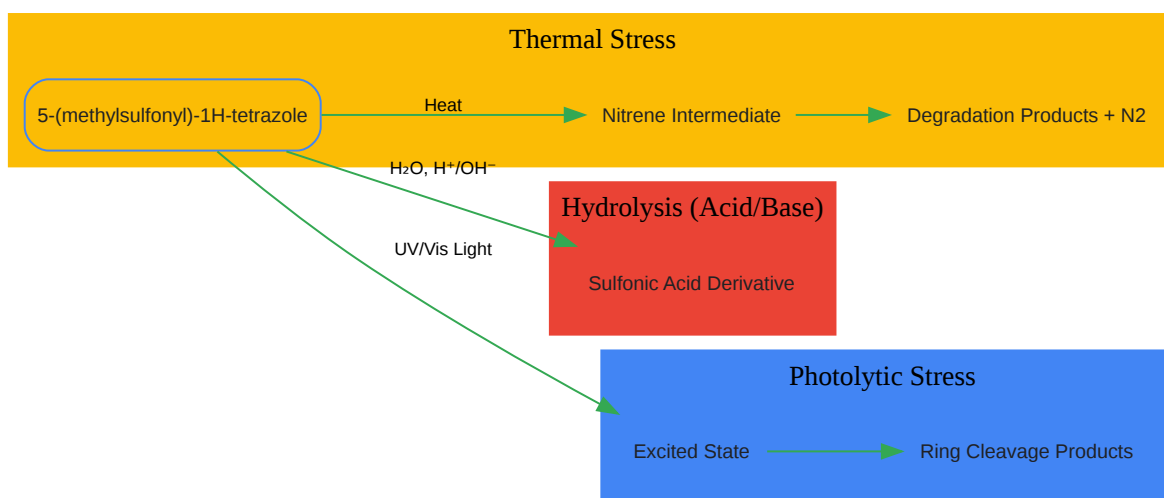 Thermal Stress
5-(methylsulfonyl)-1H-tetrazole
Heat
Nitrene Intermediate
Degradation Products + N2
H₂O, H⁺/OH⁻
Hydrolysis (Acid/Base)
UV/Vis Light
Sulfonic Acid Derivative
Photolytic Stress
Excited State
Ring Cleavage Products